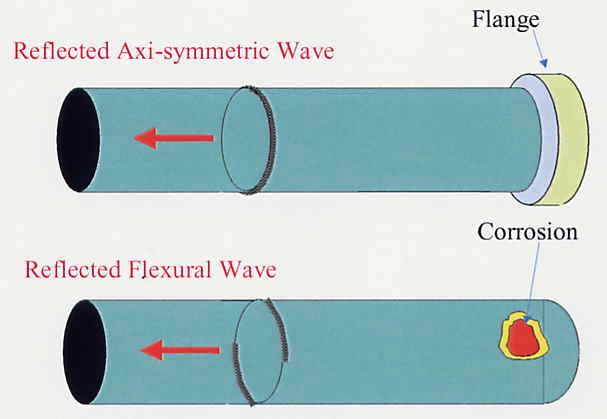 Flange
Reflected Axi-symmetric Wave
Corrosion
Reflected Flexural Wave